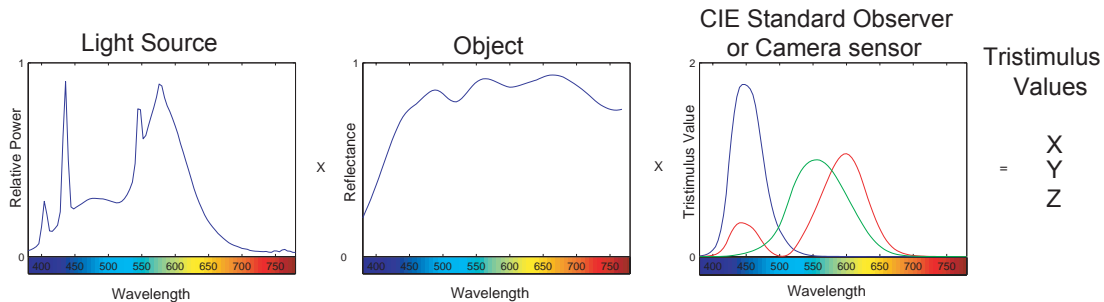 Light Source
Object
CIE Standard Observer
or Camera sensor
Tristimulus
Values
1
0
Relative Power
400 450 500 550 600 650 700 750
Wavelength
X
1
0
Reflectance
400 450 500 550 600 650 700 750
Wavelength
X
2
0
Tristimulus Value
400 450 500 550 600 650 700 750
Wavelength
=
X
Y
Z